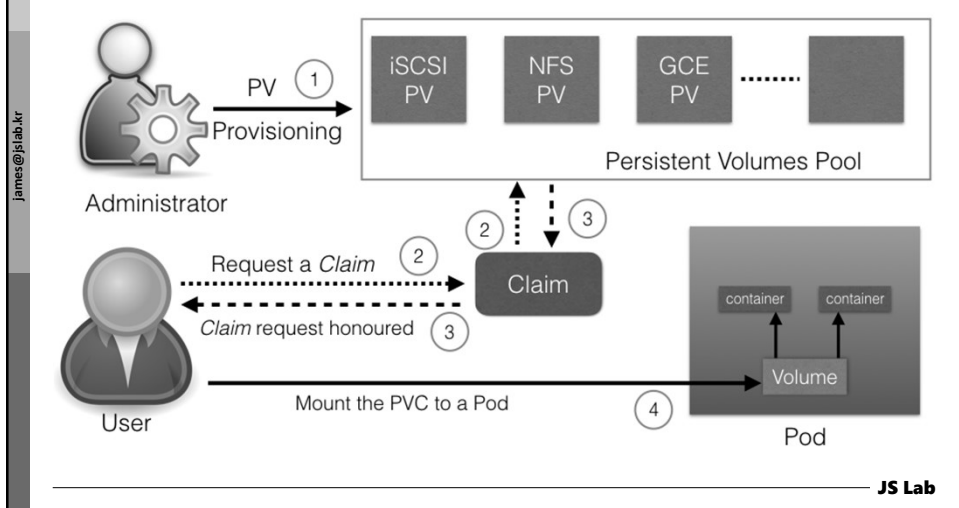 james@jslab.kr
PV
1
Provisioning
Administrator
iSCSI
PV
NFS
PV
GCE
PV
Persistent Volumes Pool
2
3
Request a Claim
2
Claim
Claim request honoured
3
User
Mount the PVC to a Pod
4
container
container
Volume
Pod
JS Lab